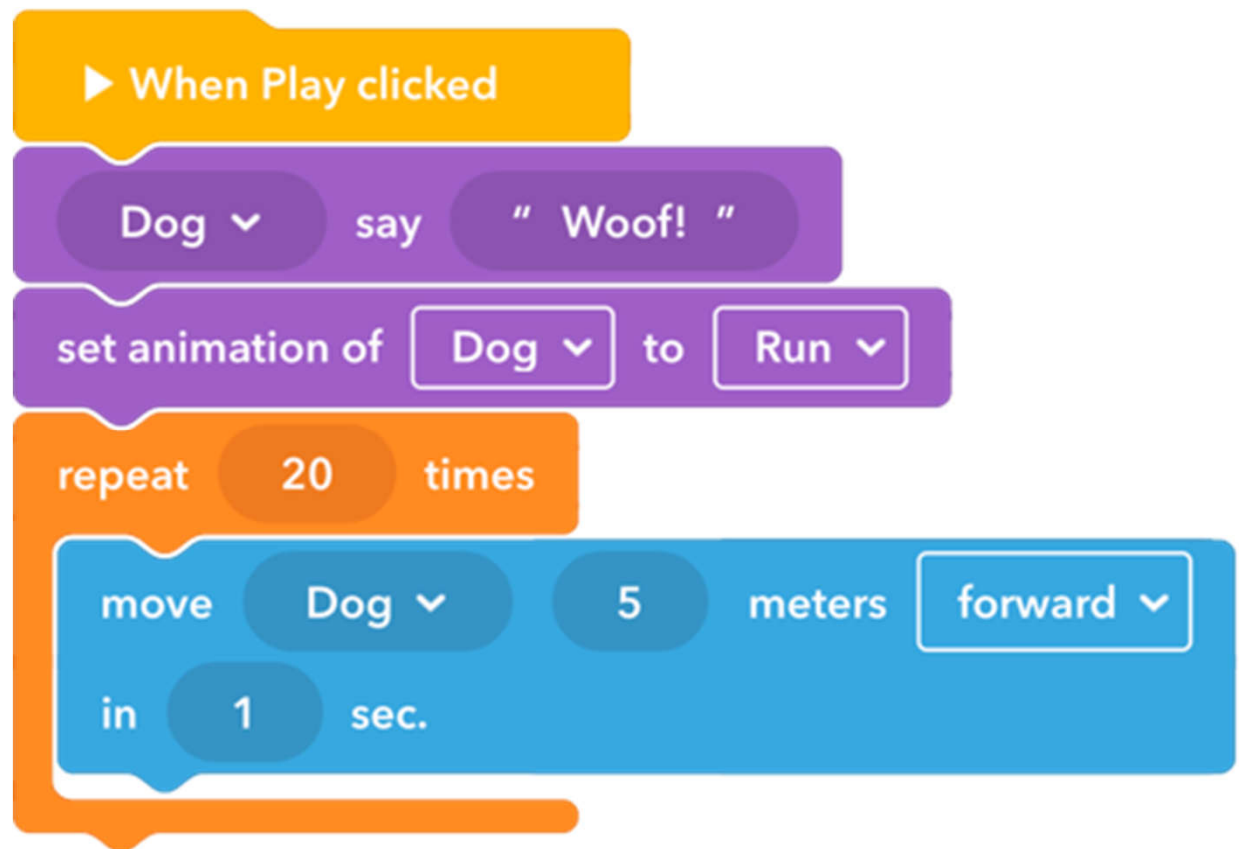 When Play clicked
Dog say " Woof! "
set animation of Dog to Run
repeat 20 times
move Dog 5 meters forward
in 1 sec.